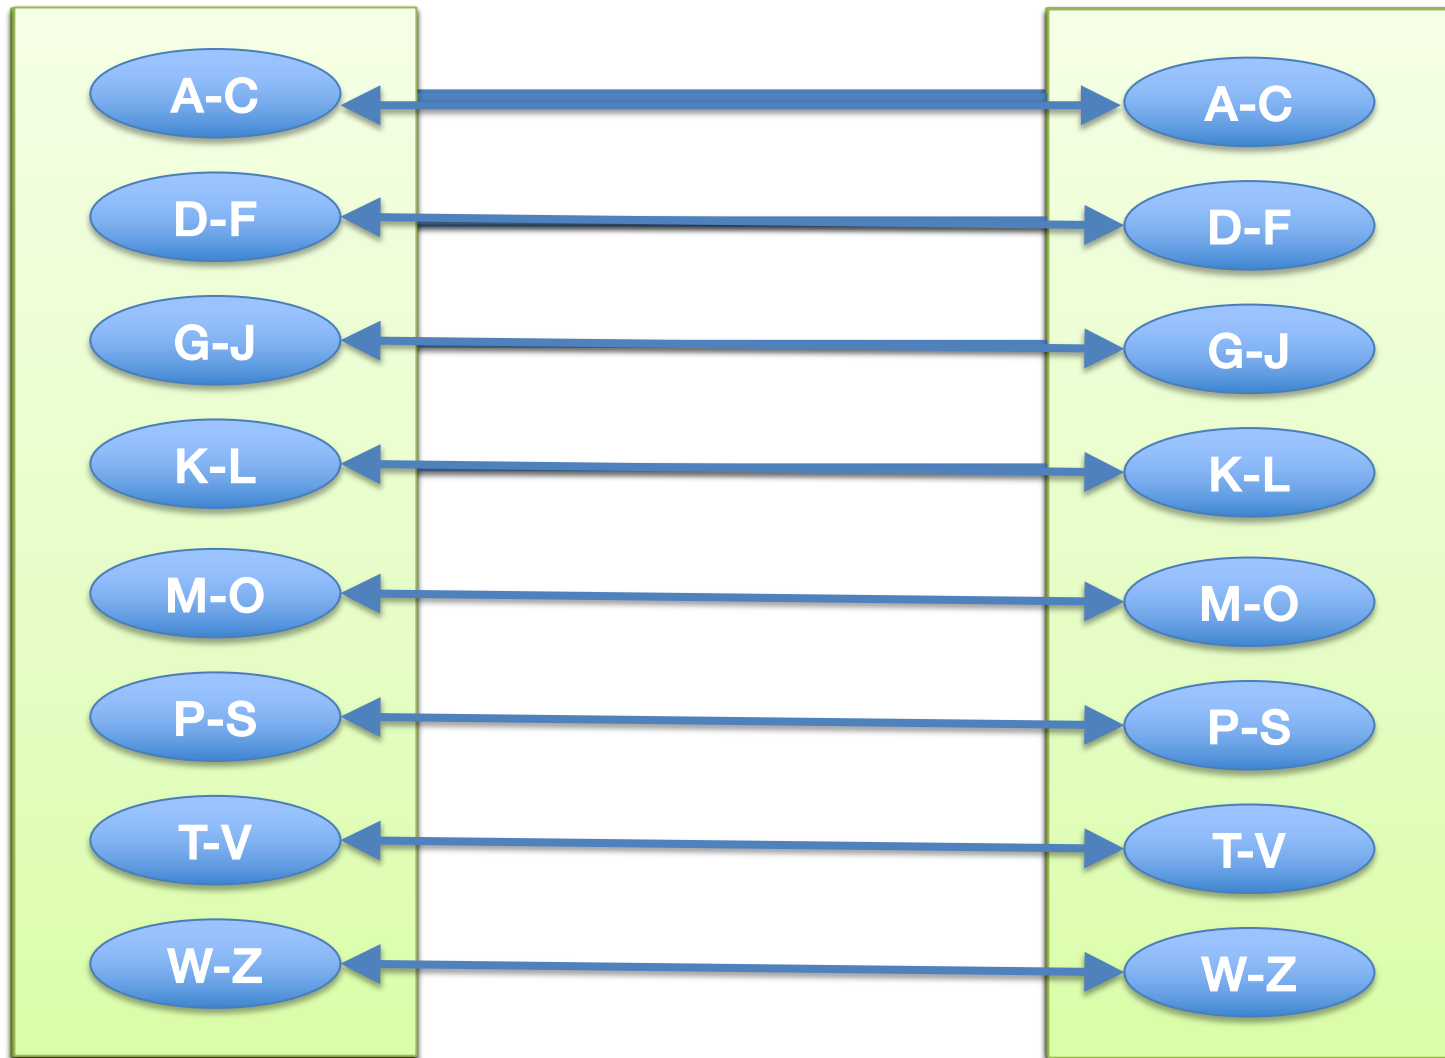 A-C
A-C
D-F
D-F
G-J
G-J
K-L
K-L
M-O
M-O
P-S
P-S
T-V
T-V
W-Z
W-Z